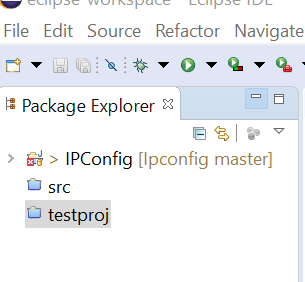 eclipse-workspace - Eclipse IDE
File Edit Source Refactor Navigate
Package Explorer
> IPConfig [Ipconfig master]
src
testproj